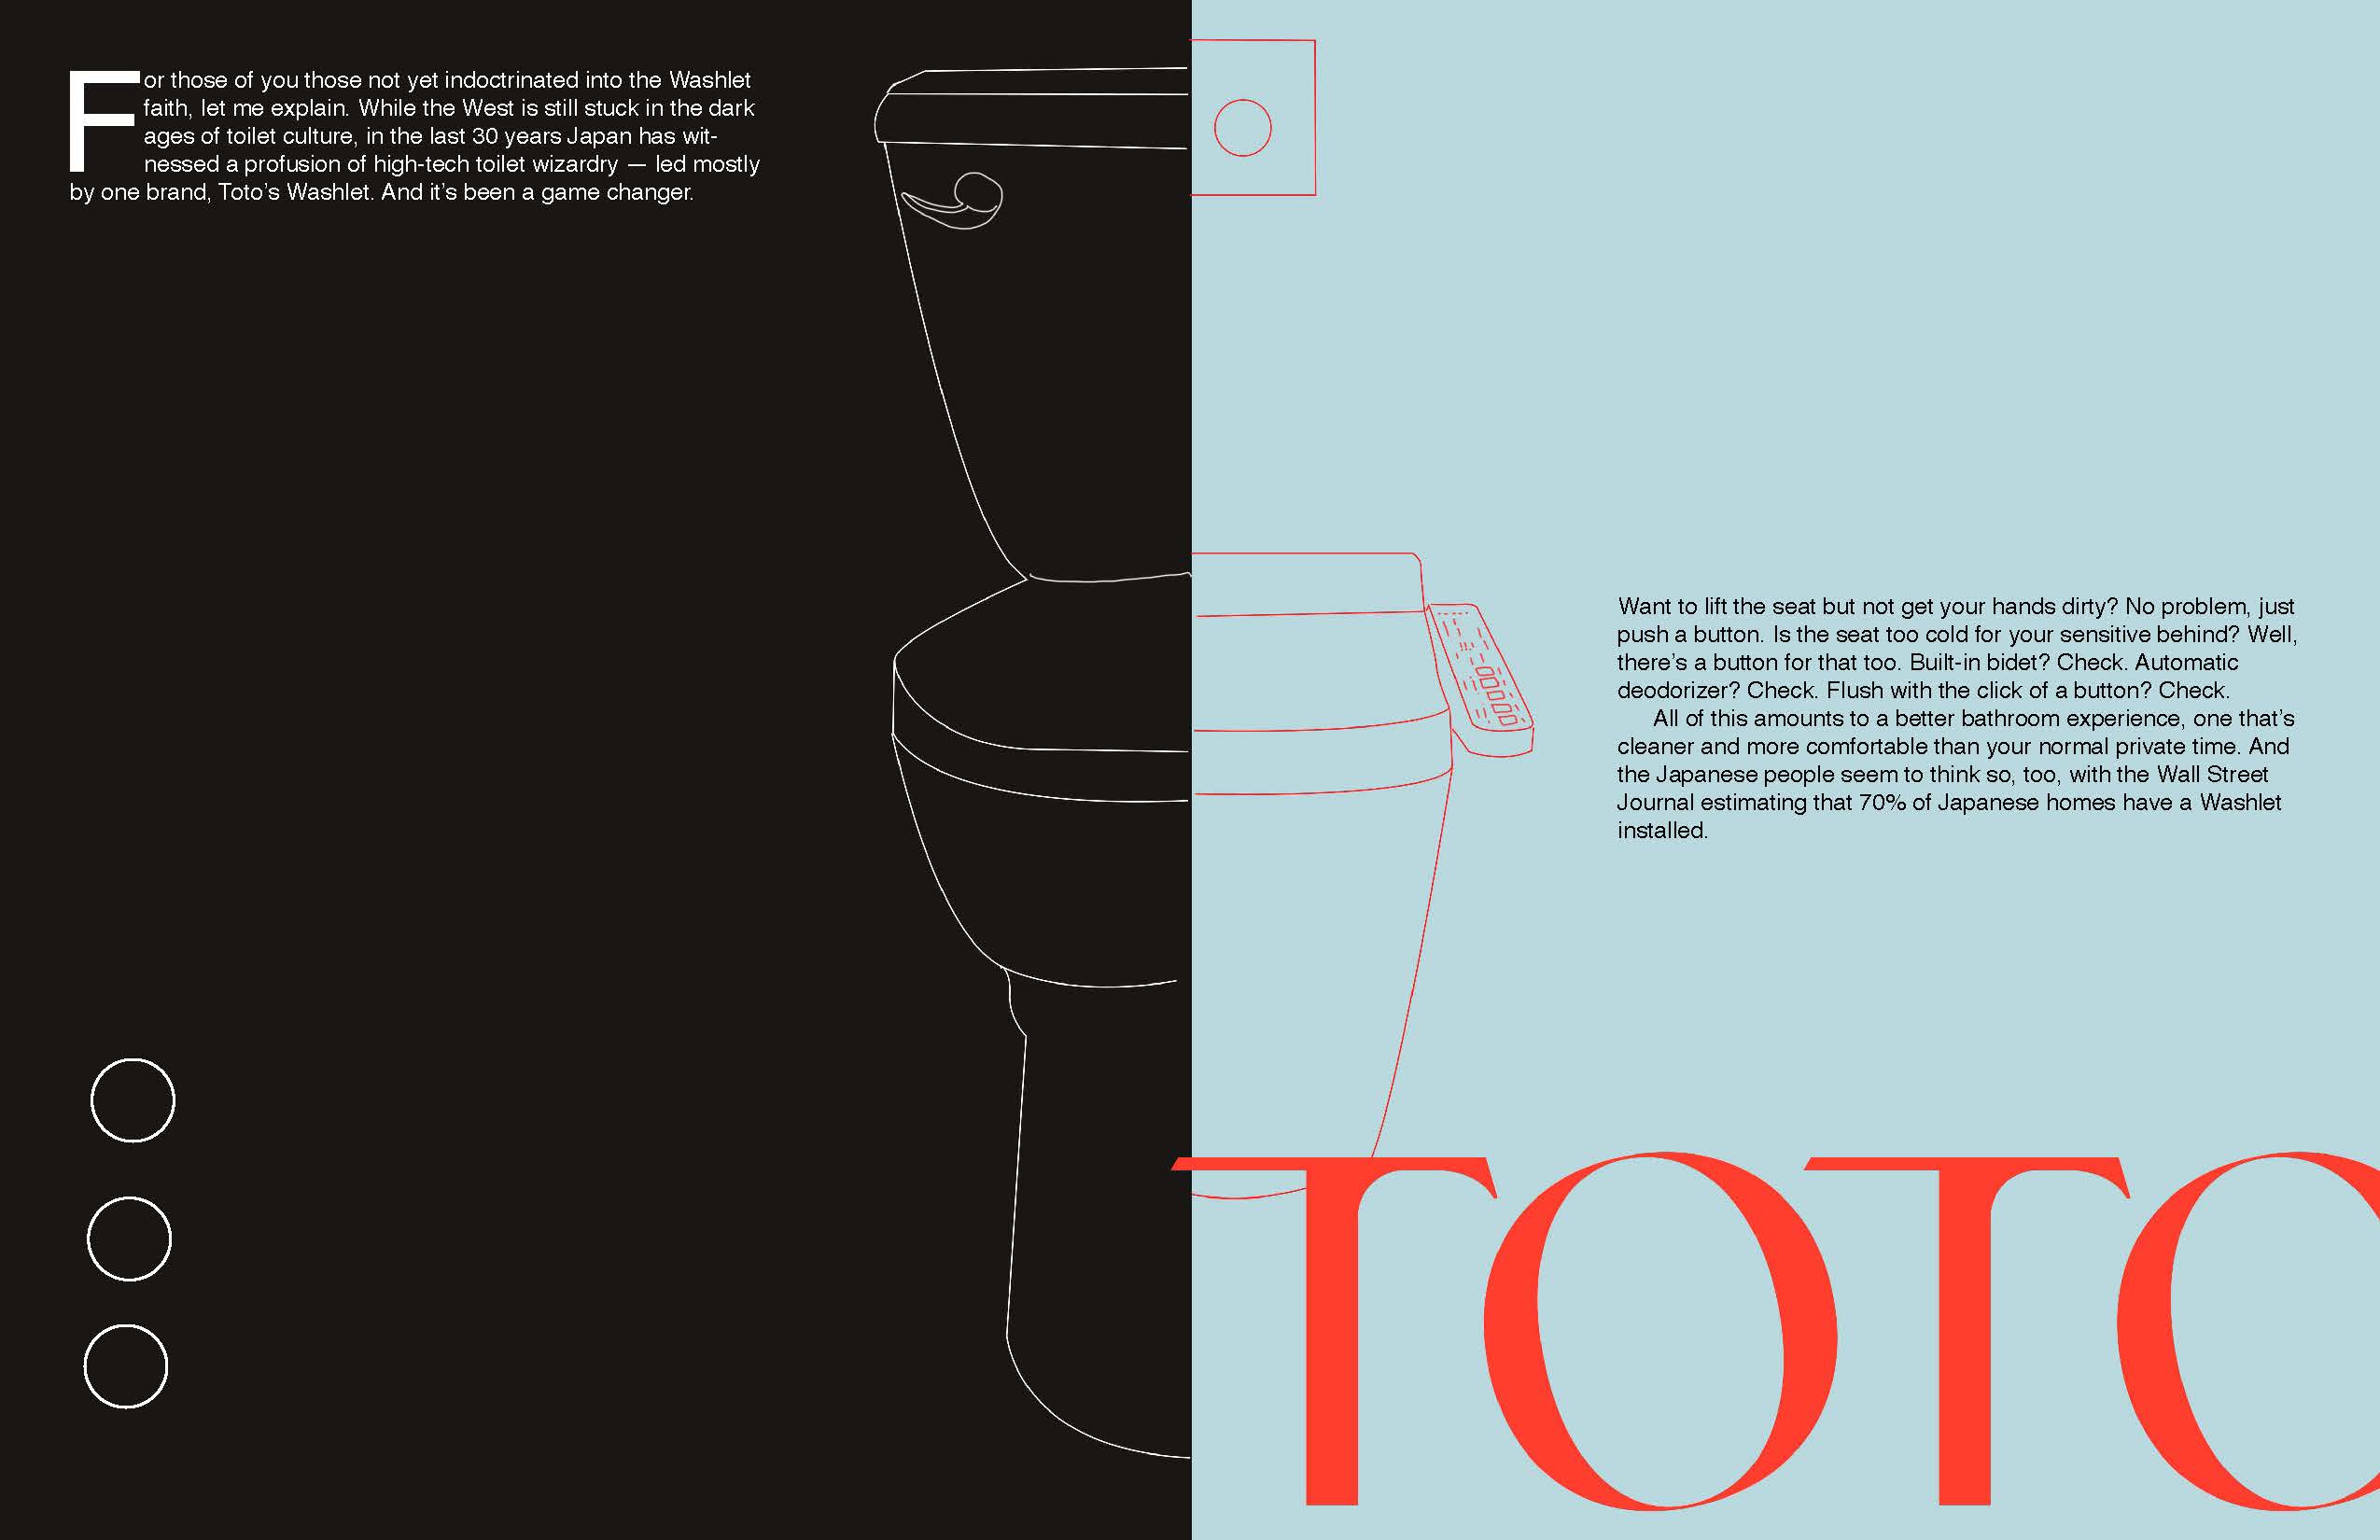 For those of you those not yet indoctrinated into the Washlet
faith, let me explain. While the West is still stuck in the dark
ages of toilet culture, in the last 30 years Japan has wit-
nessed a profusion of high-tech toilet wizardry — led mostly
by one brand, Toto’s Washlet. And it’s been a game changer.
Want to lift the seat but not get your hands dirty? No problem, just
push a button. Is the seat too cold for your sensitive behind? Well,
there’s a button for that too. Built-in bidet? Check. Automatic
deodorizer? Check. Flush with the click of a button? Check.
All of this amounts to a better bathroom experience, one that’s
cleaner and more comfortable than your normal private time. And
the Japanese people seem to think so, too, with the Wall Street
Journal estimating that 70% of Japanese homes have a Washlet
installed.
TOTO